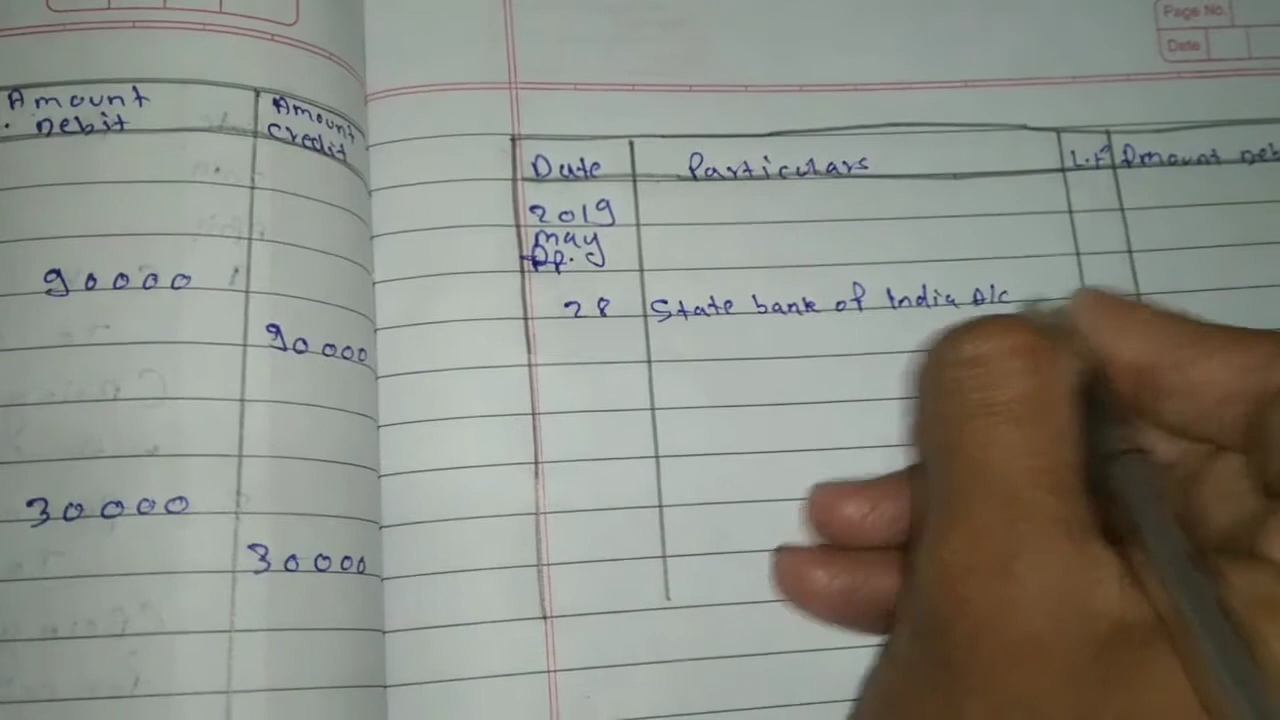 Amount
Debit
Amount
credit
90000
90000
30000
30000
Page No.
Date
Date
Particulars
L.F
Amount Deb
2019
may
28
State bank of India A/c